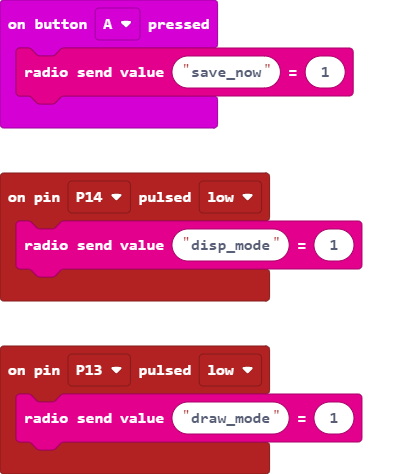 on button A pressed
radio send value "save_now" = 1
on pin P14 pulsed low
radio send value "disp_mode" = 1
on pin P13 pulsed low
radio send value "draw_mode" = 1